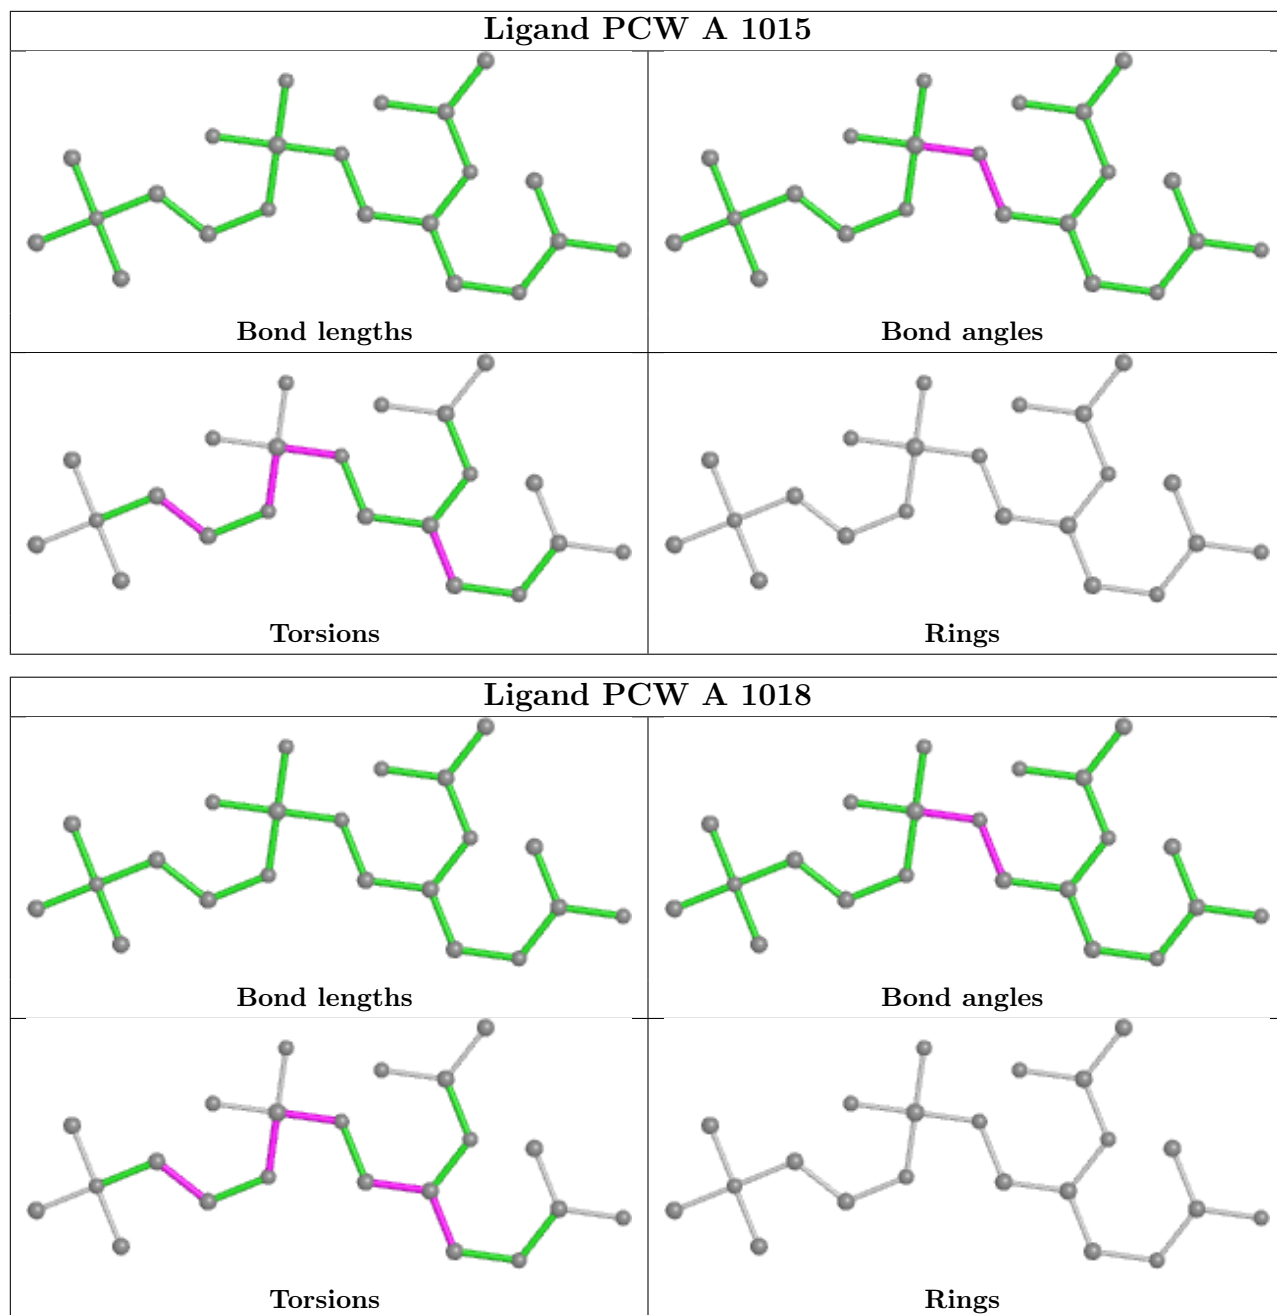 Ligand PCW A 1015
Bond lengths
Bond angles
Torsions
Rings
Ligand PCW A 1018
Bond lengths
Bond angles
Torsions
Rings